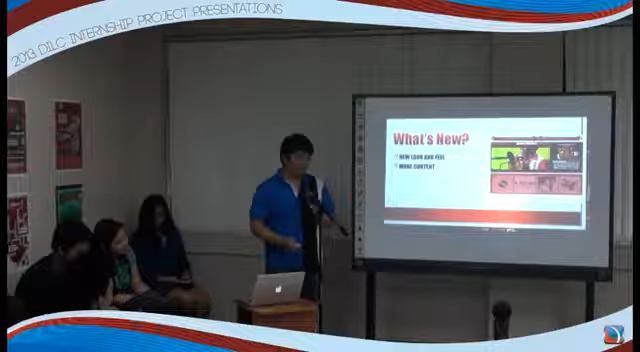 2013 DILC INTERNSHIP PROJECT PRESENTATIONS
What's New?
NEW LOOK AND FEEL
MORE CONTENT